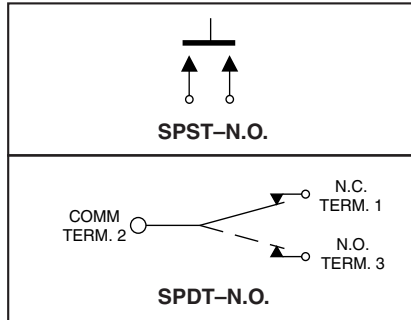 SPST–N.O.
N.C.
TERM. 1
COMM
TERM. 2
N.O.
TERM. 3
SPDT–N.O.